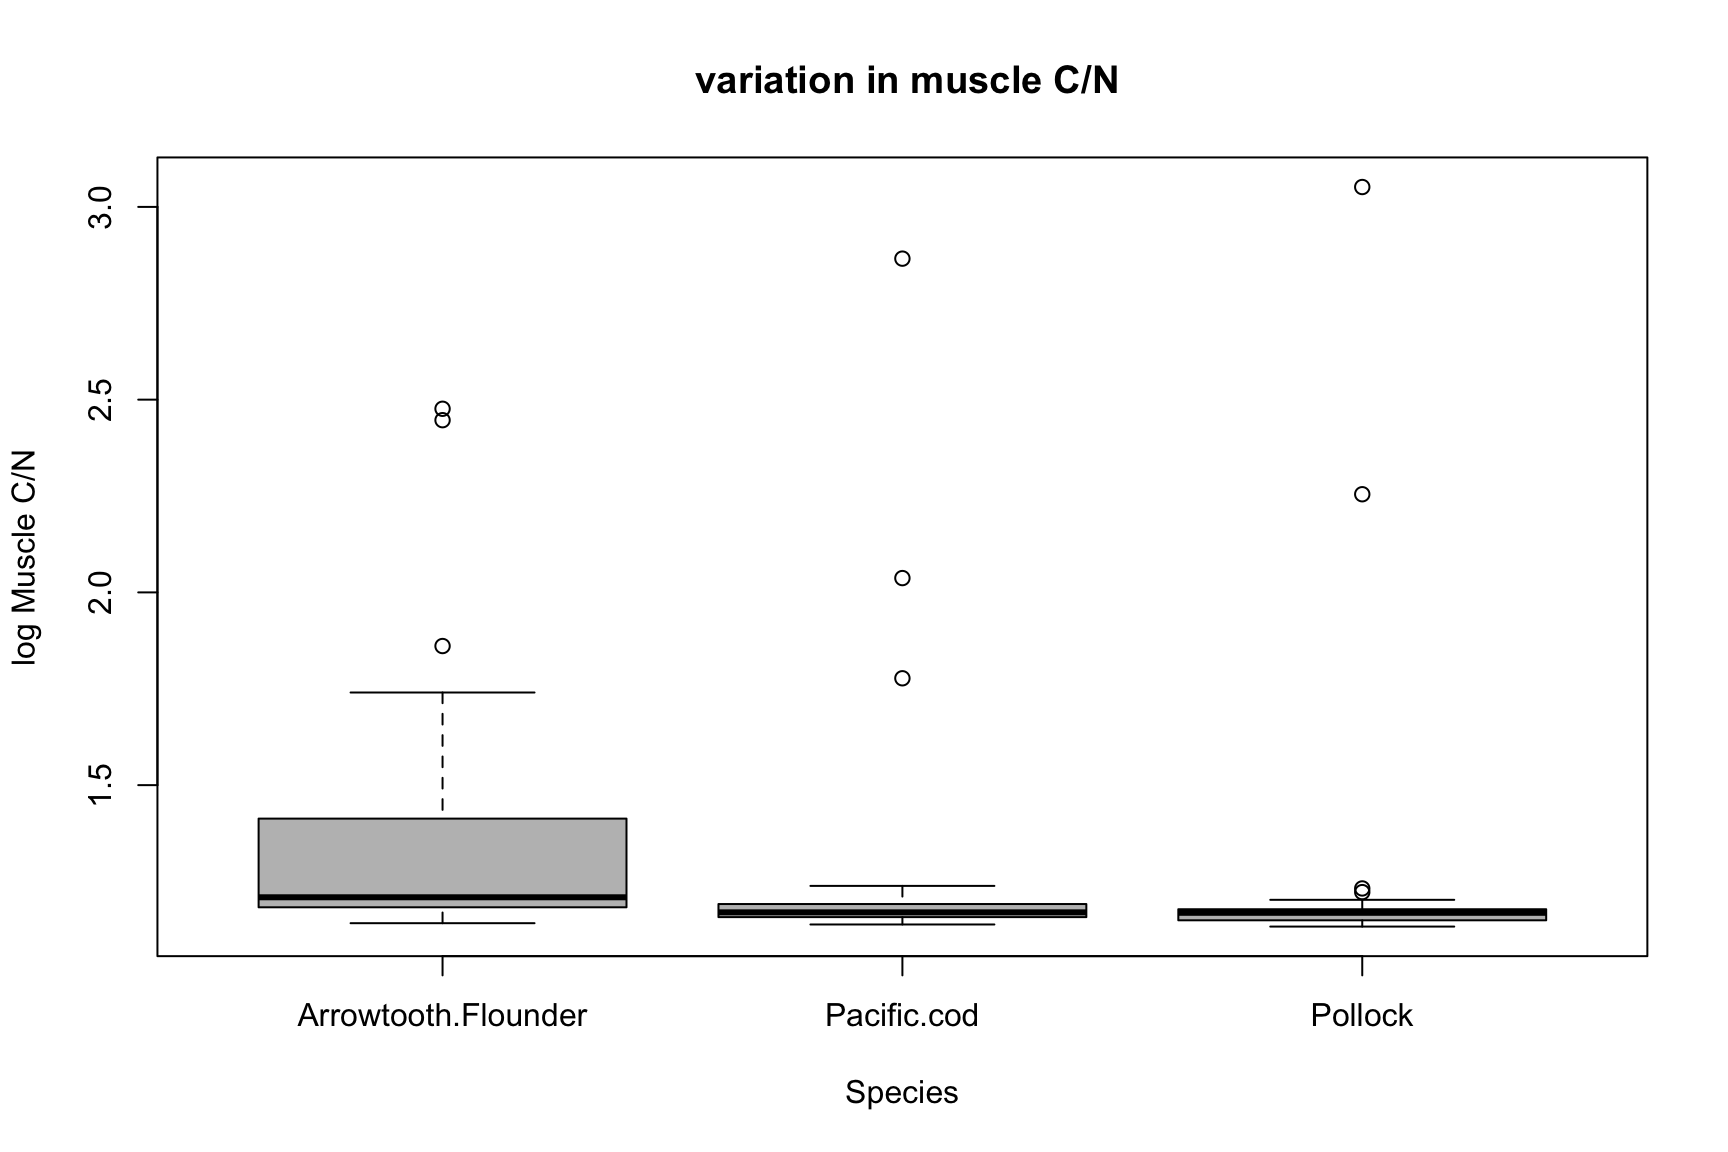 variation in muscle C/N
log Muscle C/N
3.0
2.5
2.0
1.5
Arrowtooth.Flounder Pacific.cod Pollock
Species